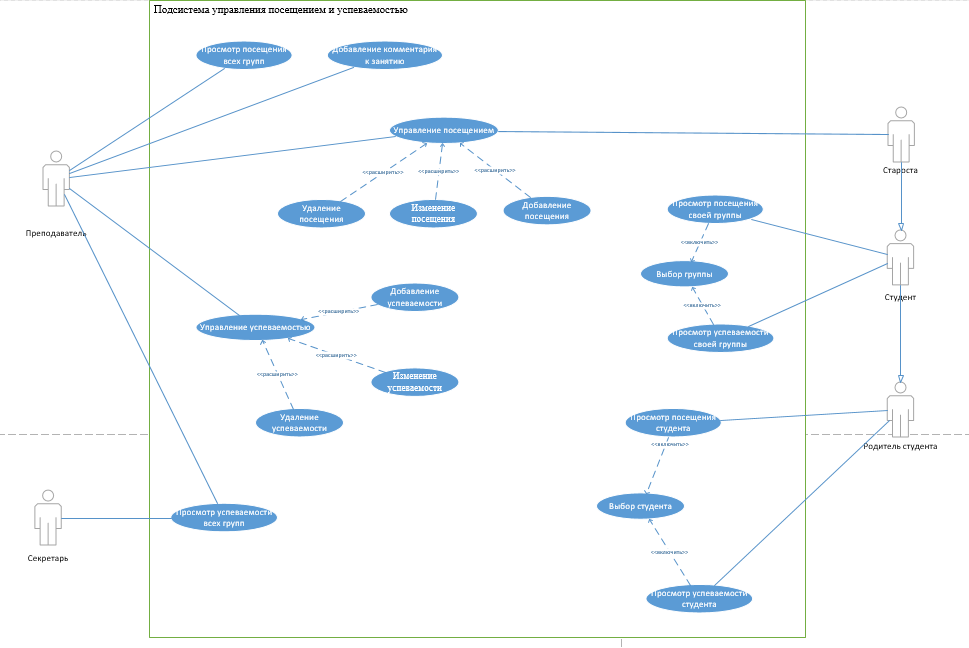 Подсистема управления посещением и успеваемостью
Просмотр посещения
всех групп
Добавление комментария
к занятию
Управление посещением
<<расширить>>
<<расширить>>
<<расширить>>
Удаление
посещения
Изменение
посещения
Добавление
посещения
Преподаватель
Староста
Просмотр посещения
своей группы
<<включить>>
Выбор группы
<<включить>>
Просмотр успеваемости
своей группы
Студент
Добавление
успеваемости
<<расширить>>
Управление успеваемостью
<<расширить>>
<<расширить>>
Изменение
успеваемости
Удаление
успеваемости
Просмотр посещения
студента
<<включить>>
Родитель студента
Выбор студента
<<включить>>
Просмотр успеваемости
студента
Просмотр успеваемости
всех групп
Секретарь